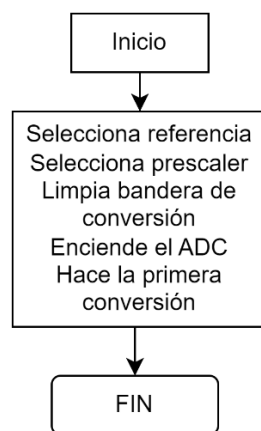 Inicio
Selecciona referencia
Selecciona prescaler
Limpia bandera de
conversión
Enciende el ADC
Hace la primera
conversión
FIN